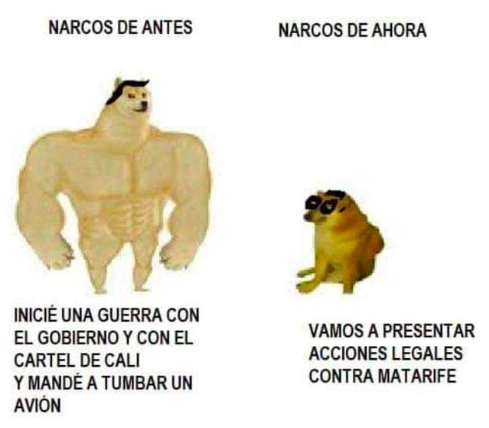 NARCOS DE ANTES
NARCOS DE AHORA
INICIÉ UNA GUERRA CON
EL GOBIERNO Y CON EL
CARTEL DE CALI
Y MANDÉ A TUMBAR UN
AVIÓN
VAMOS A PRESENTAR
ACCIONES LEGALES
CONTRA MATARIFE